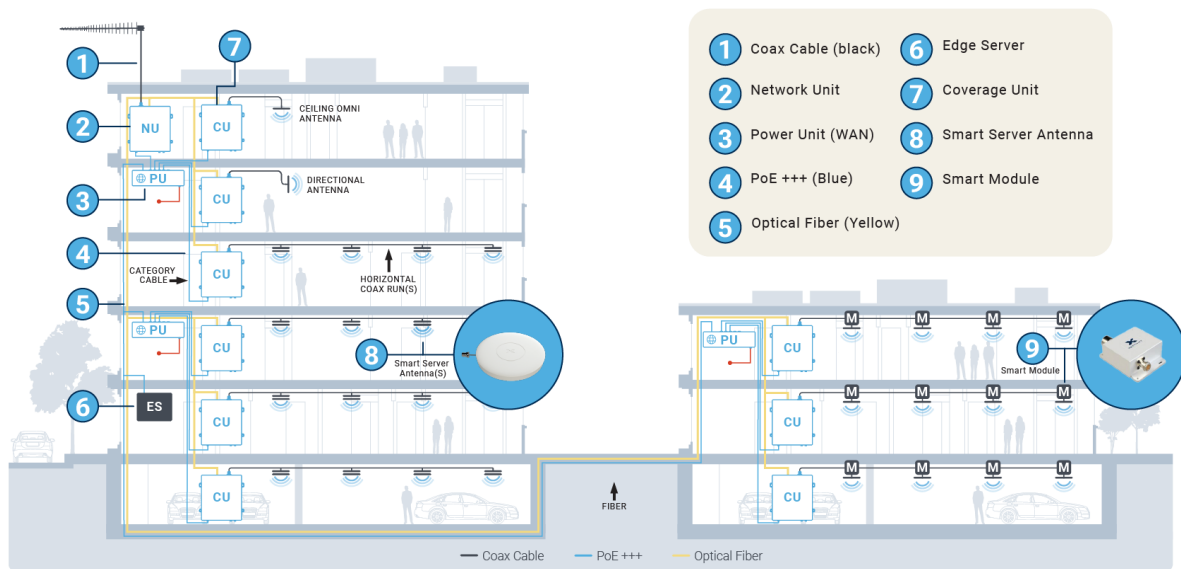 1 Coax Cable (black)
2 Network Unit
3 Power Unit (WAN)
4 PoE +++ (Blue)
5 Optical Fiber (Yellow)
6 Edge Server
7 Coverage Unit
8 Smart Server Antenna
9 Smart Module
1
7
2
NU
CU
CEILING OMNI
ANTENNA
3
PU
CU
DIRECTIONAL
ANTENNA
4
CATEGORY
CABLE
CU
HORIZONTAL
COAX RUN(S)
5
PU
CU
8
Smart Server
Antenna(S)
6
ES
CU
CU
FIBER
PU
CU
M
M
M
M
9
Smart Module
X
CU
M
M
M
M
CU
M
M
M
M
Coax Cable
PoE +++
Optical Fiber